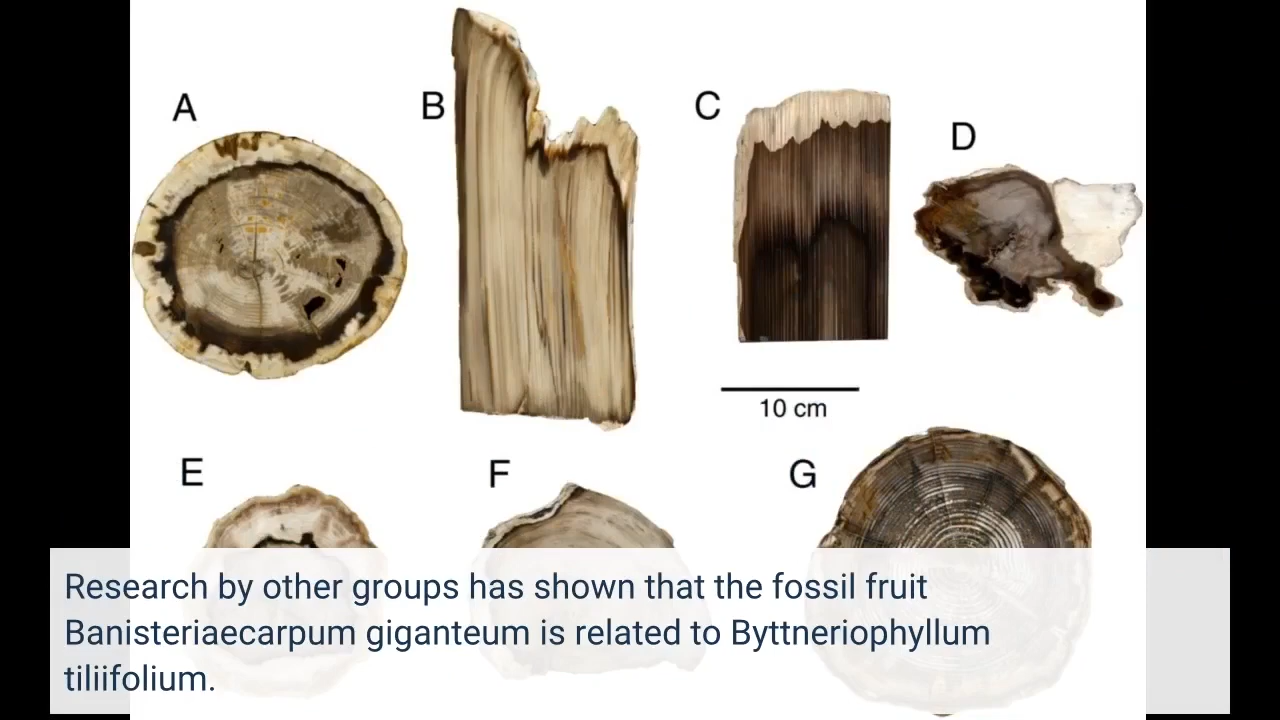 A
B
C
D
10 cm
E
F
G
Research by other groups has shown that the fossil fruit
Banisteriaecarpum giganteum is related to Byttneriophyllum
tiliifolium.